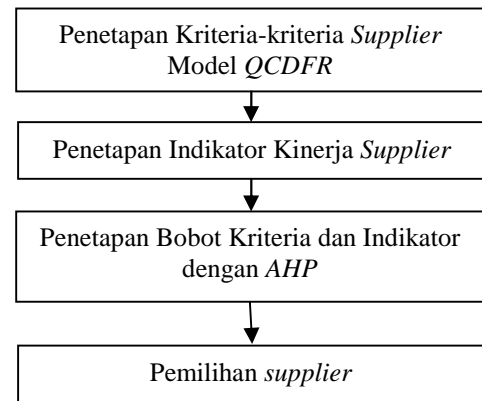 Penetapan Kriteria-kriteria Supplier
Model QCDFR
Penetapan Indikator Kinerja Supplier
Penetapan Bobot Kriteria dan Indikator
dengan AHP
Pemilihan supplier